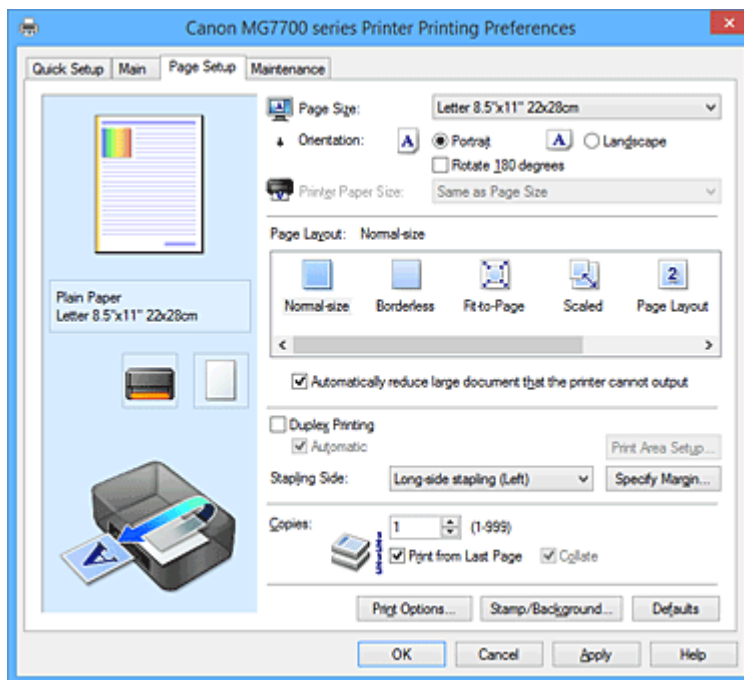 Canon MG7700 series Printer Printing Preferences
Quick Setup Main Page Setup Maintenance
Page Size: Letter 8.5"x11" 22x28cm
Orientation: A Portrait A Landscape
Rotate 180 degrees
Printer Paper Size: Same as Page Size
Page Layout: Normal-size
2
Normal-size Borderless Fit-to-Page Scaled Page Layout
Plain Paper
Letter 8.5"x11" 22x28cm
Automatically reduce large document that the printer cannot output
Duplex Printing
Automatic Print Area Setup...
Stapling Side: Long-side stapling (Left) Specify Margin...
Copies: 1 (1-999)
Print from Last Page Collate
A
Print Options... Stamp/Background... Defaults
OK Cancel Apply Help